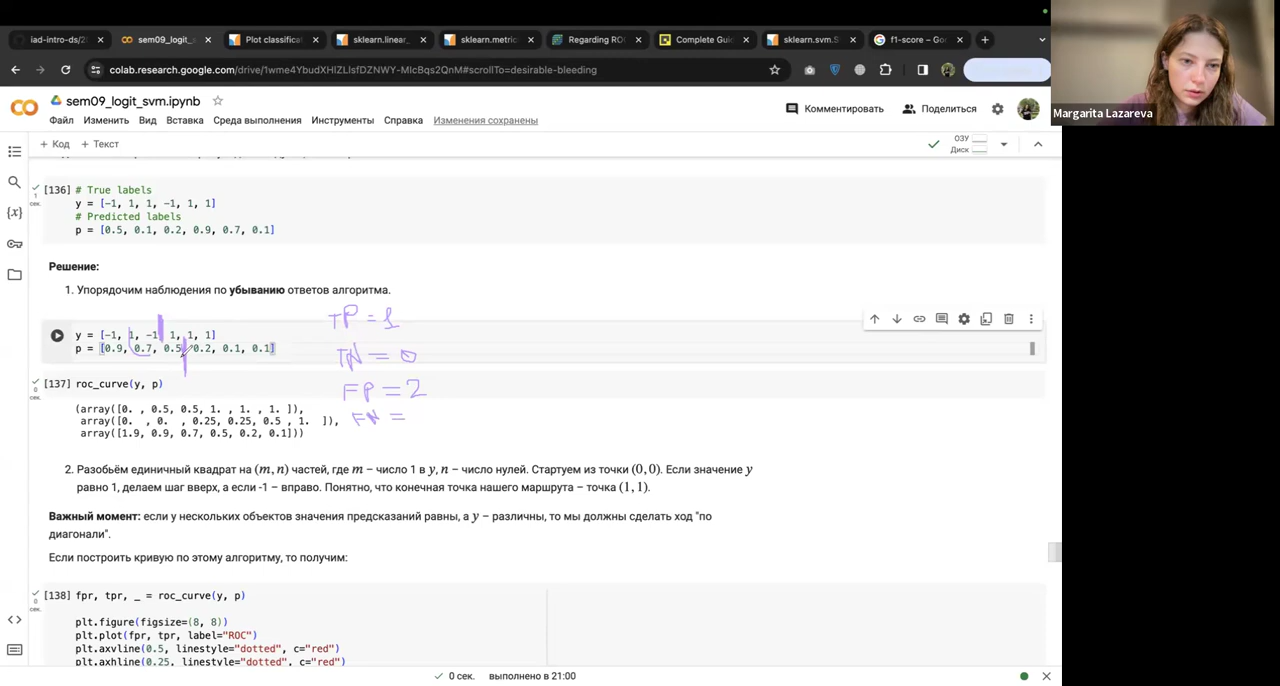 iad-intro-ds/2
sem09_logit_
Plot classificat
sklearn.linear_
sklearn.metric
Regarding RO
Complete Gui
sklearn.svm.S
f1-score – Goo
colab.research.google.com/drive/1wme4YbudXHIZLIsfDZNWY-MIcBqs2QnM#scrollTo=desirable-bleeding
Margarita Lazareva
sem09_logit_svm.ipynb
Файл Изменить Вид Вставка Среда выполнения Инструменты Справка Изменения сохранены
Комментировать
Поделиться
+ Код + Текст
ОЗУ
Диск
[136] # True labels
1 сек.
y = [-1, 1, 1, -1, 1, 1]
# Predicted labels
p = [0.5, 0.1, 0.2, 0.9, 0.7, 0.1]
Решение:
1. Упорядочим наблюдения по убыванию ответов алгоритма.
y = [-1, 1, -1, 1, 1, 1]
p = [0.9, 0.7, 0.5, 0.2, 0.1, 0.1]
TP = 1
TN = 0
FP = 2
FN =
[137] roc_curve(y, p)
0 сек.
(array([0. , 0.5, 0.5, 1. , 1. , 1. ]),
array([0. , 0. , 0.25, 0.25, 0.5 , 1. ]),
array([1.9, 0.9, 0.7, 0.5, 0.2, 0.1]))
2. Разобьём единичный квадрат на (m, n) частей, где m – число 1 в y, n – число нулей. Стартуем из точки (0, 0). Если значение y
равно 1, делаем шаг вверх, а если -1 – вправо. Понятно, что конечная точка нашего маршрута – точка (1, 1).
Важный момент: если у нескольких объектов значения предсказаний равны, а y – различны, то мы должны сделать ход "по
диагонали".
Если построить кривую по этому алгоритму, то получим:
[138] fpr, tpr, _ = roc_curve(y, p)
0 сек.
plt.figure(figsize=(8, 8))
plt.plot(fpr, tpr, label="ROC")
plt.axvline(0.5, linestyle="dotted", c="red")
plt.axhline(0.25, linestyle="dotted", c="red")
0 сек. выполнено в 21:00